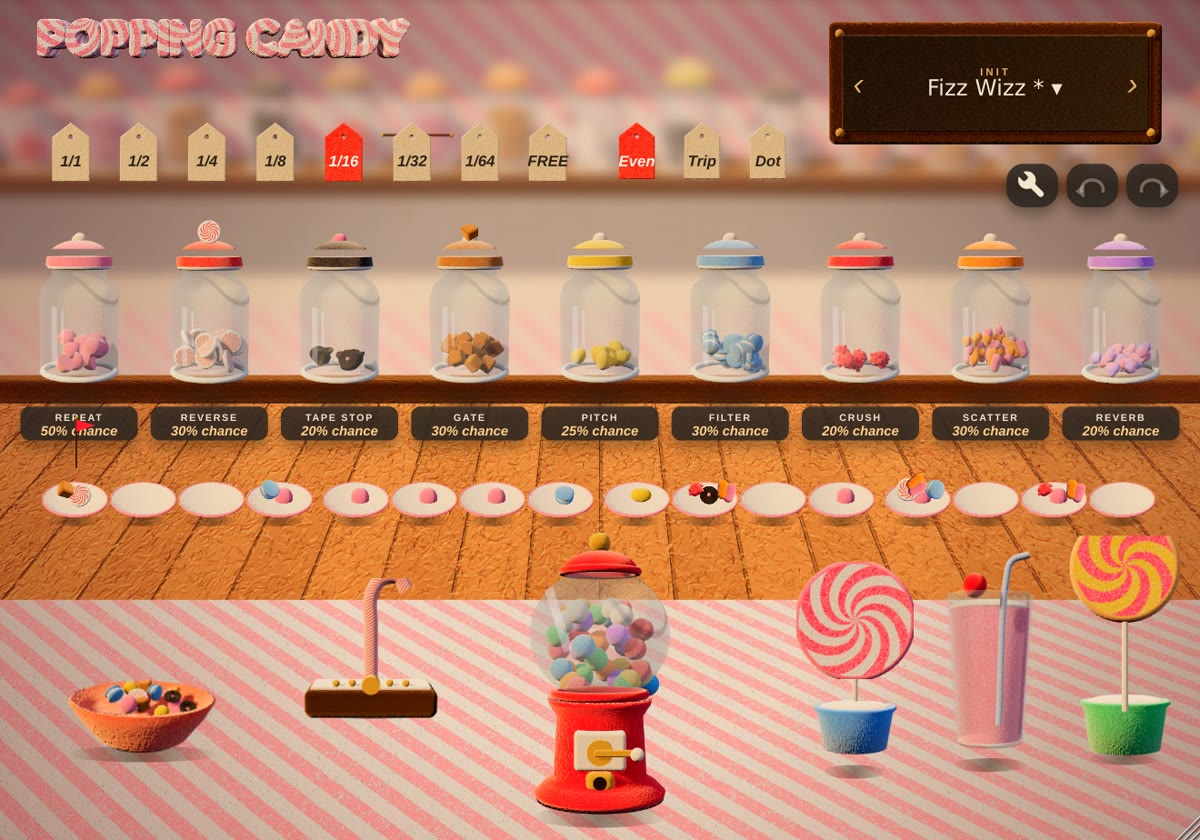 POPPING CANDY
INIT
Fizz Wizz * ▾
1/1
1/2
1/4
1/8
1/16
1/32
1/64
FREE
Even
Trip
Dot
REPEAT
50% chance
REVERSE
30% chance
TAPE STOP
20% chance
GATE
30% chance
PITCH
25% chance
FILTER
30% chance
CRUSH
20% chance
SCATTER
30% chance
REVERB
20% chance